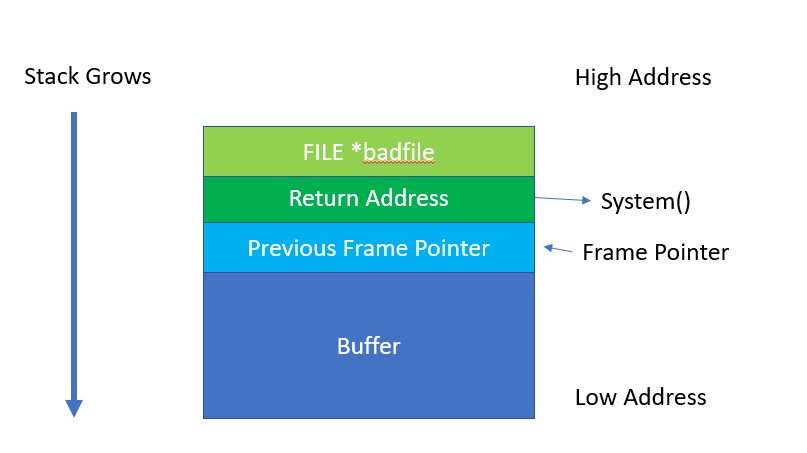 Stack Grows
High Address
FILE *badfile
Return Address
System()
Previous Frame Pointer
Frame Pointer
Buffer
Low Address